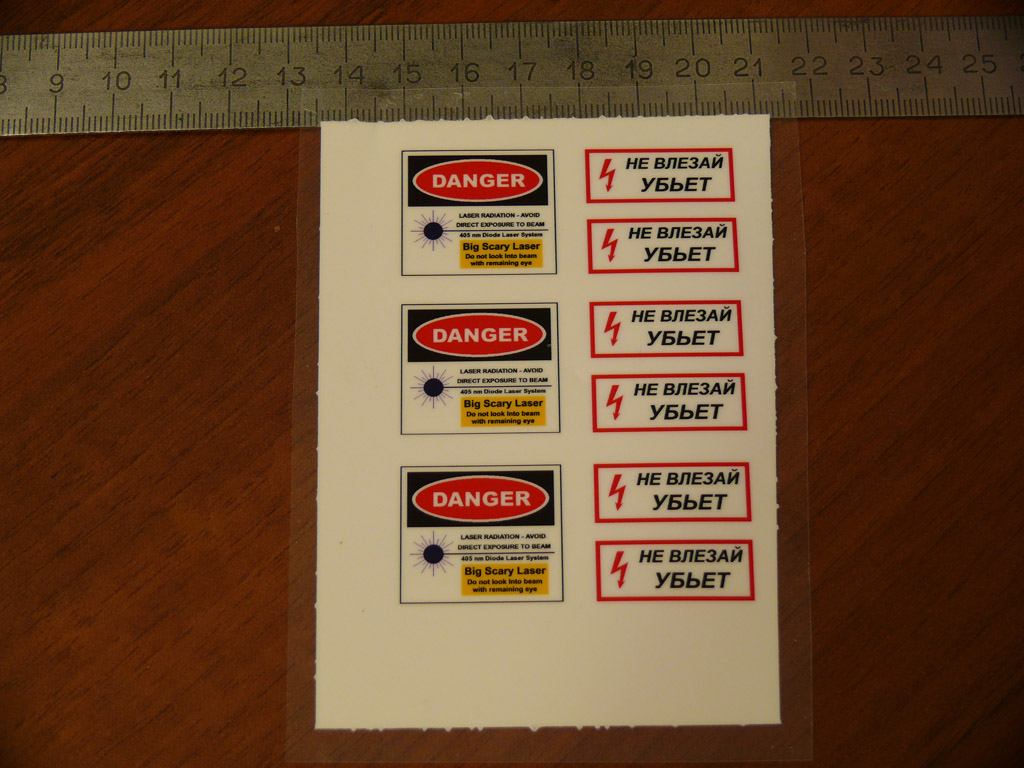 8 9 10 11 12 13 14 15 16 17 18 19 20 21 22 23 24 25
DANGER
LASER RADIATION - AVOID
DIRECT EXPOSURE TO BEAM
405 nm Diode Laser System
Big Scary Laser
Do not look into beam
with remaining eye
НЕ ВЛЕЗАЙ
УБЬЕТ
НЕ ВЛЕЗАЙ
УБЬЕТ
DANGER
LASER RADIATION - AVOID
DIRECT EXPOSURE TO BEAM
405 nm Diode Laser System
Big Scary Laser
Do not look into beam
with remaining eye
НЕ ВЛЕЗАЙ
УБЬЕТ
НЕ ВЛЕЗАЙ
УБЬЕТ
DANGER
LASER RADIATION - AVOID
DIRECT EXPOSURE TO BEAM
405 nm Diode Laser System
Big Scary Laser
Do not look into beam
with remaining eye
НЕ ВЛЕЗАЙ
УБЬЕТ
НЕ ВЛЕЗАЙ
УБЬЕТ